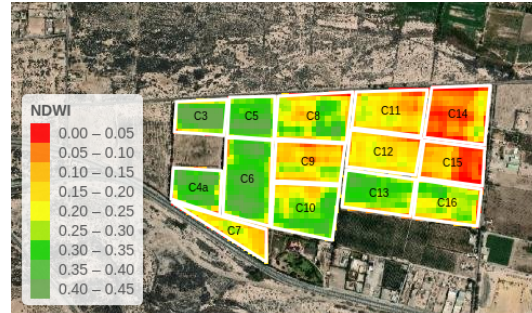 NDWI
0.00 – 0.05
0.05 – 0.10
0.10 – 0.15
0.15 – 0.20
0.20 – 0.25
0.25 – 0.30
0.30 – 0.35
0.35 – 0.40
0.40 – 0.45
C3
C5
C8
C11
C14
C4a
C6
C9
C12
C15
C7
C10
C13
C16